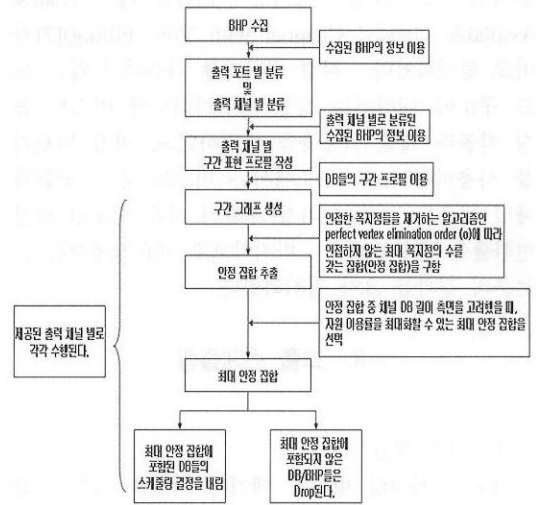 BHP 수집
수집된 BHP의 정보 이용
출력 포트 별 분류
및
출력 채널 별 분류
출력 채널 별로 분류된
수집된 BHP의 정보 이용
출력 채널 별
구간 표현 프로필 작성
DB들의 구간 프로필 이용
구간 그래프 생성
인접한 꼭지점들을 제거하는 알고리즘인
perfect vertex elimination order (σ)에 따라
인접하지 않는 최대 꼭지점의 수를
갖는 집합(안정 집합)을 구함
안정 집합 추출
안정 집합 중 채널 DB 길이 측면을 고려했을 때,
자원 이용률을 최대화할 수 있는 최대 안정 집합을
선택
제공된 출력 채널 별로
각각 수행된다.
최대 안정 집합
최대 안정 집합에
포함된 DB들의
스케줄링 결정을 내림
최대 안정 집합에
포함되지 않은
DB/BHP들은
Drop된다.